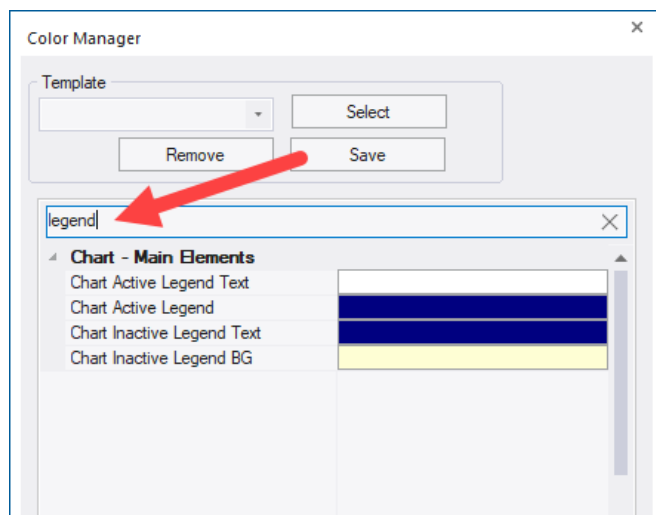 Color Manager
Template
Select
Remove
Save
legend
Chart - Main Elements
Chart Active Legend Text
Chart Active Legend
Chart Inactive Legend Text
Chart Inactive Legend BG